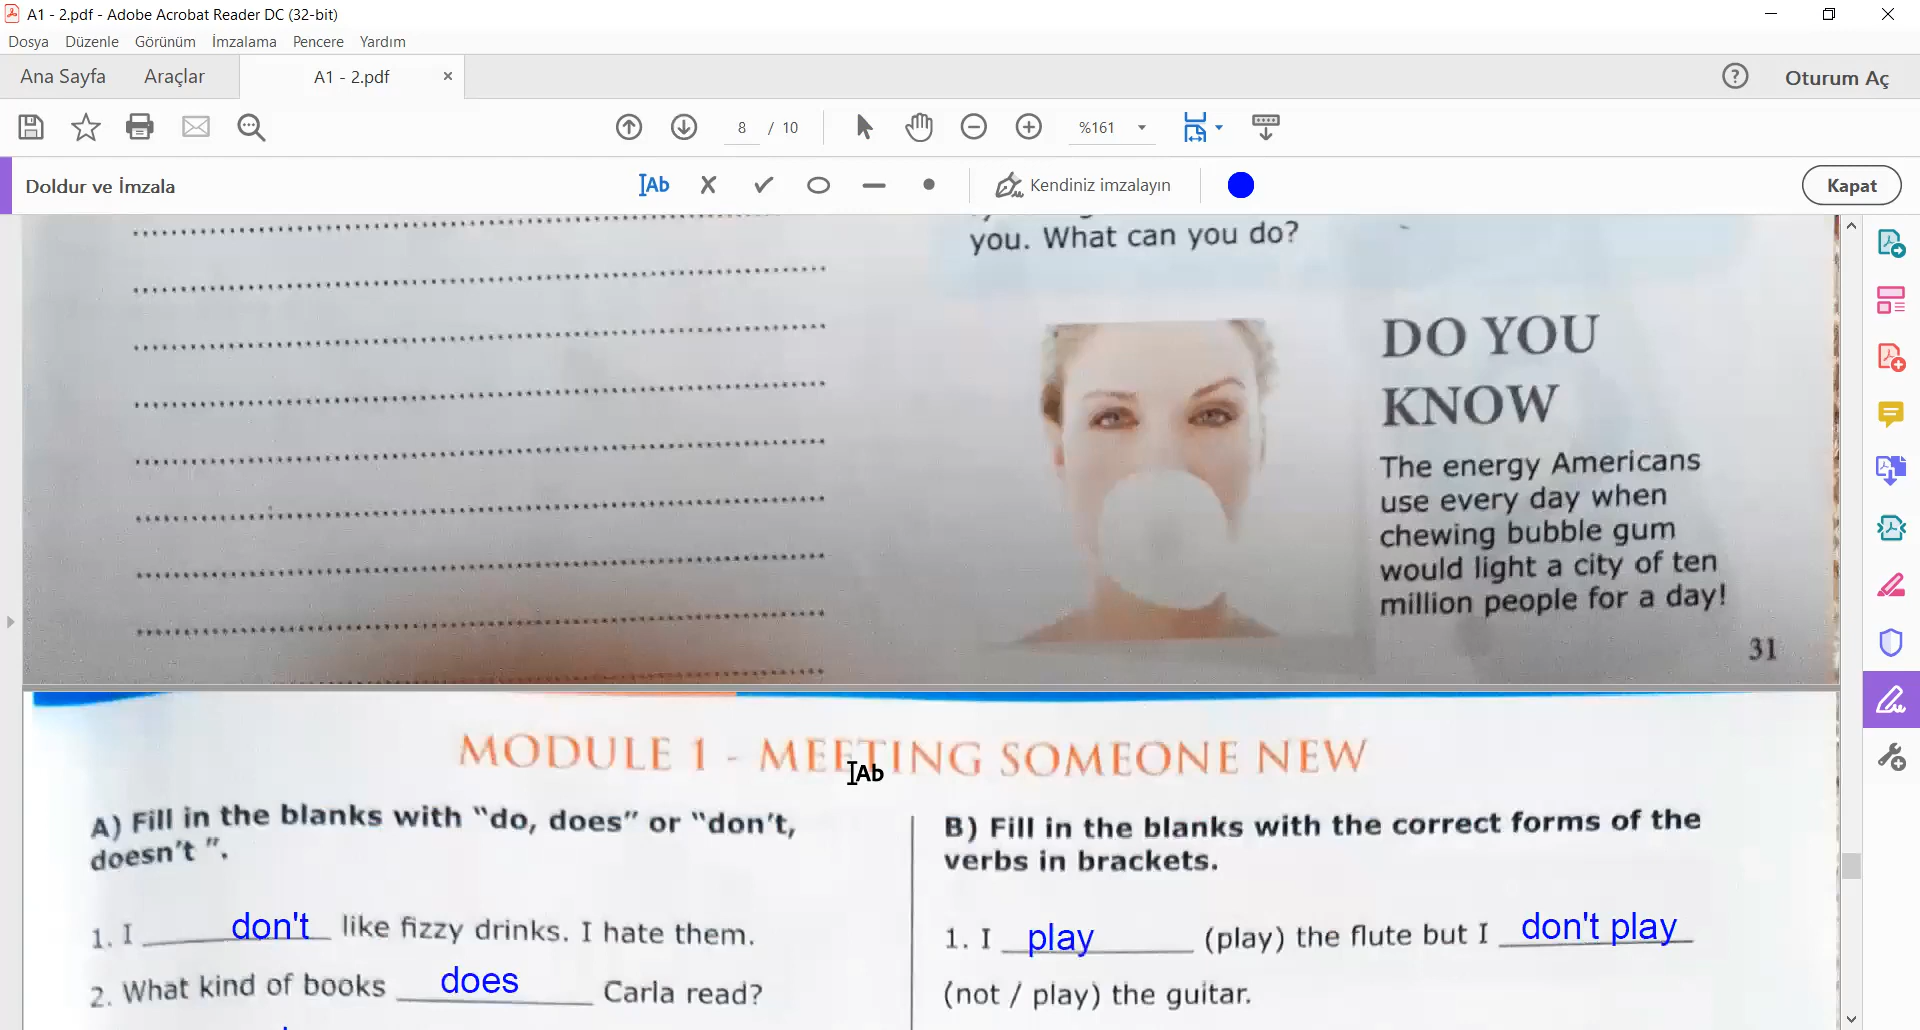 A1 - 2.pdf - Adobe Acrobat Reader DC (32-bit)
Dosya Düzenle Görünüm İmzalama Pencere Yardım
Ana Sayfa Araçlar A1 - 2.pdf × Oturum Aç
8 / 10 %161
Doldur ve İmzala Ab Kendiniz imzalayın Kapat
you. What can you do?
DO YOU
KNOW
The energy Americans
use every day when
chewing bubble gum
would light a city of ten
million people for a day!
31
MODULE 1 - MEETING SOMEONE NEW
Ab
A) Fill in the blanks with "do, does" or "don't,
doesn't ".
1. I don't like fizzy drinks. I hate them.
2. What kind of books does Carla read?
B) Fill in the blanks with the correct forms of the
verbs in brackets.
1. I play (play) the flute but I don't play
(not / play) the guitar.